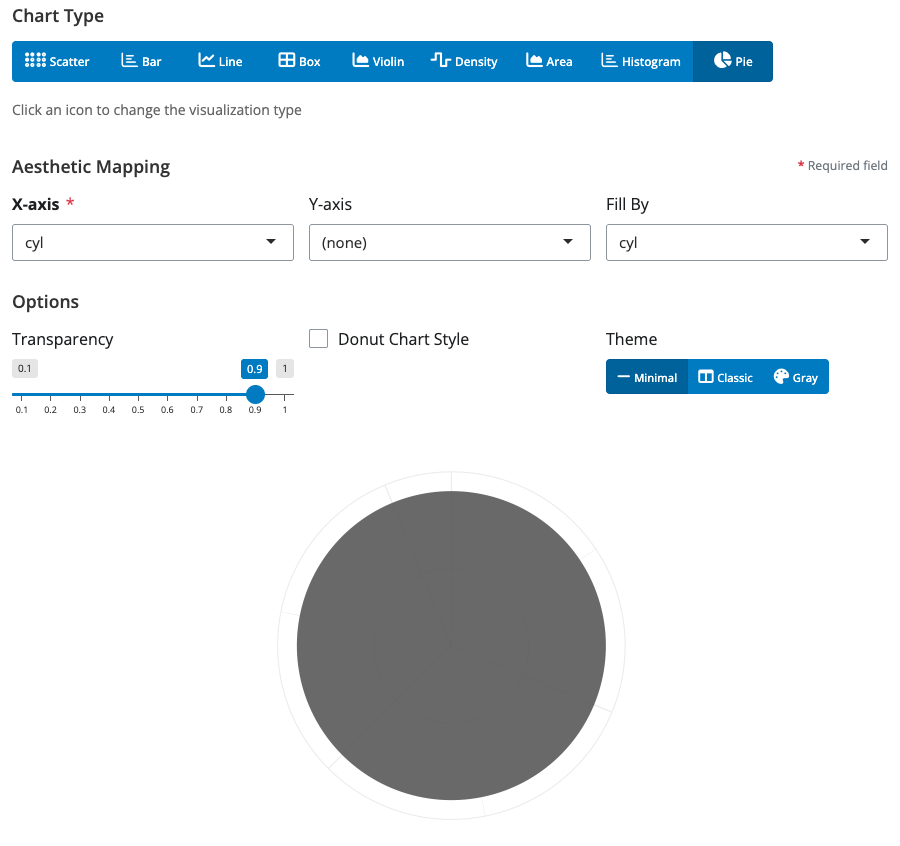 Chart Type
Scatter Bar Line Box Violin Density Area Histogram Pie
Click an icon to change the visualization type
Aesthetic Mapping * Required field
X-axis * Y-axis Fill By
cyl (none) cyl
Options
Transparency Donut Chart Style Theme
0.1 0.9 1 Minimal Classic Gray
0.1 0.2 0.3 0.4 0.5 0.6 0.7 0.8 0.9 1